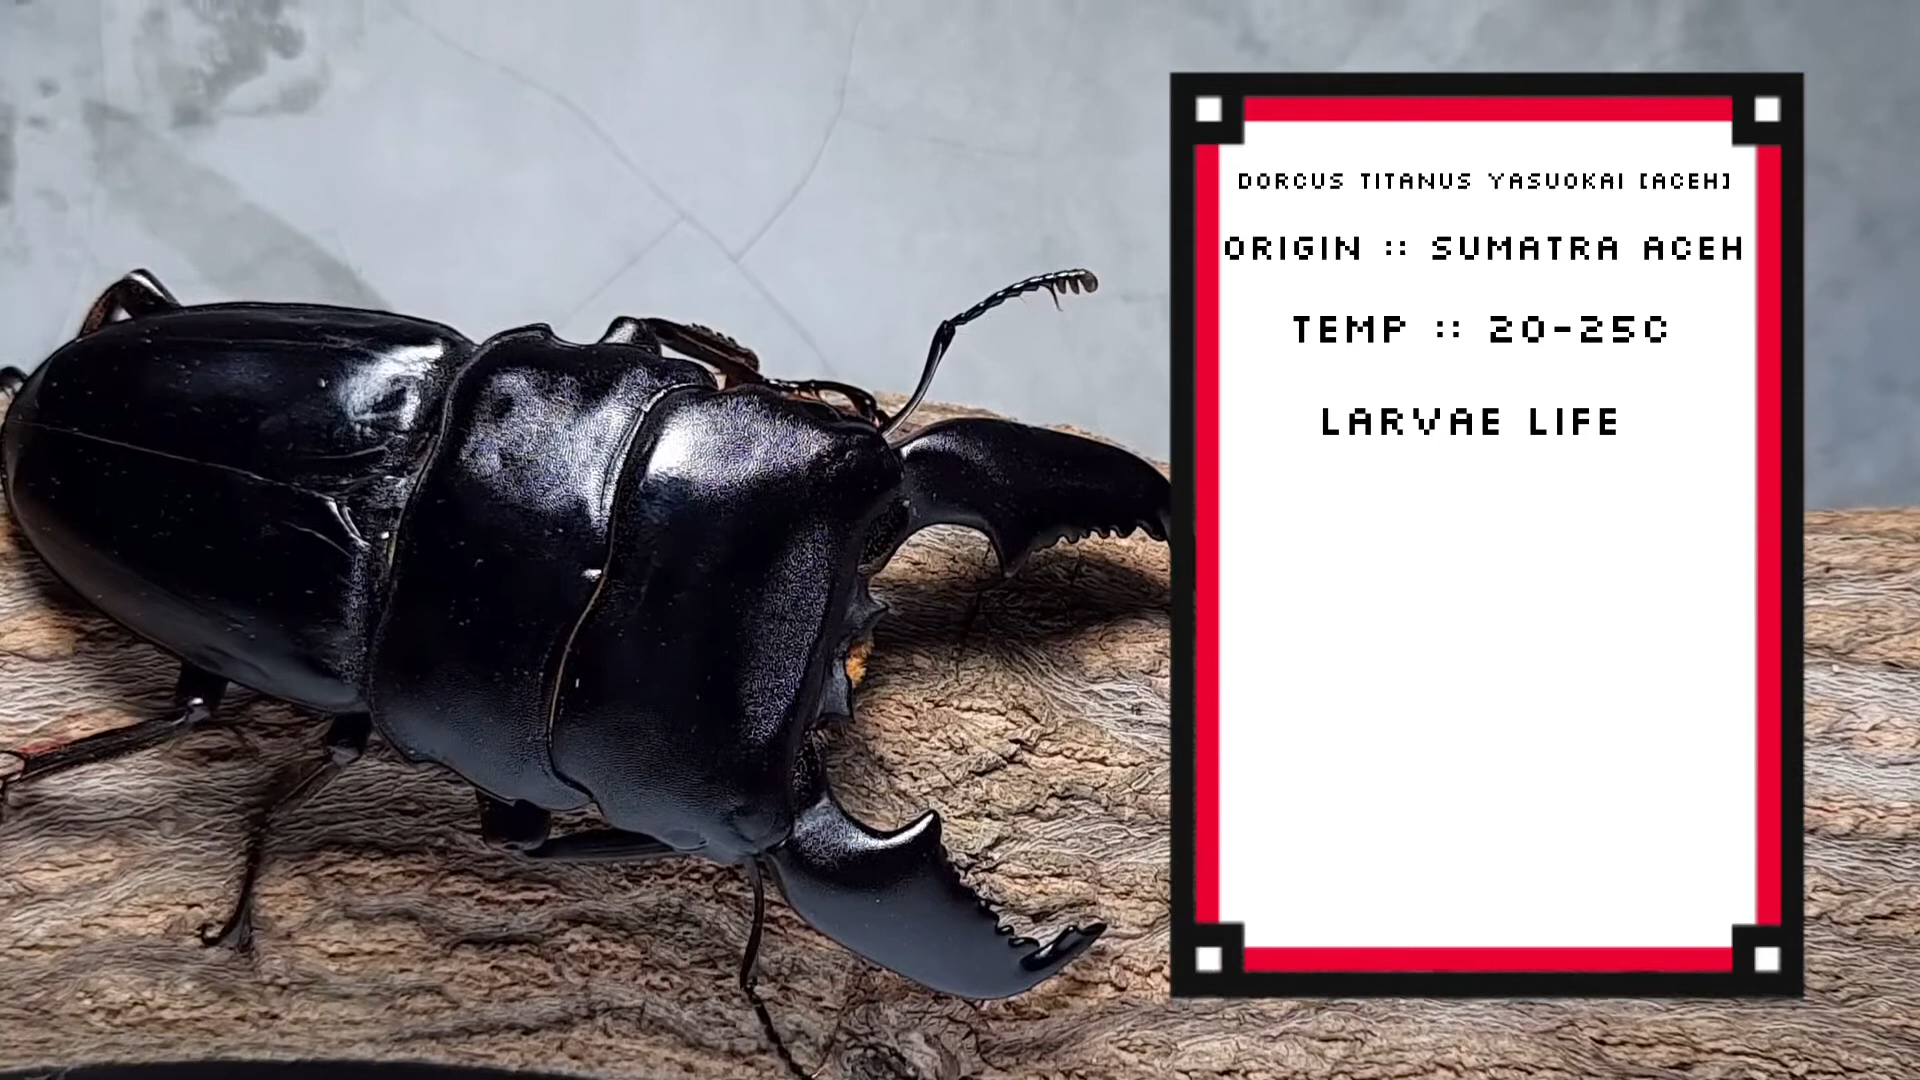 DORCUS TITANUS YASUOKAI [ACEH]
ORIGIN :: SUMATRA ACEH
TEMP :: 20-25C
LARVAE LIFE